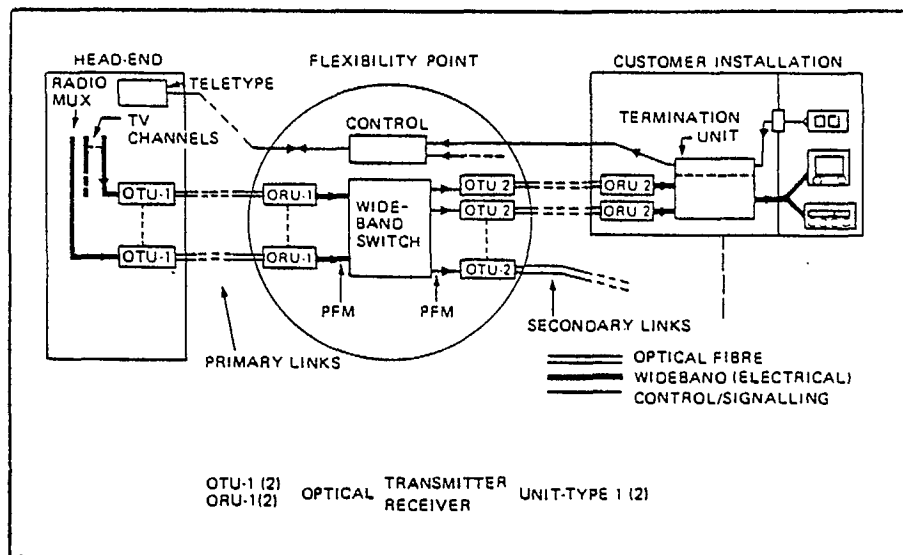 HEAD-END
FLEXIBILITY POINT
CUSTOMER INSTALLATION
RADIO
MUX
TELETYPE
TV
CHANNELS
CONTROL
TERMINATION
UNIT
OTU-1
ORU-1
WIDE-
BAND
SWITCH
OTU 2
ORU 2
OTU 2
ORU 2
OTU-1
ORU-1
OTU-2
PFM
PFM
SECONDARY LINKS
PRIMARY LINKS
OPTICAL FIBRE
WIDEBAND (ELECTRICAL)
CONTROL/SIGNALLING
OTU-1 (2)
ORU-1(2)
OPTICAL
TRANSMITTER
RECEIVER
UNIT-TYPE 1 (2)